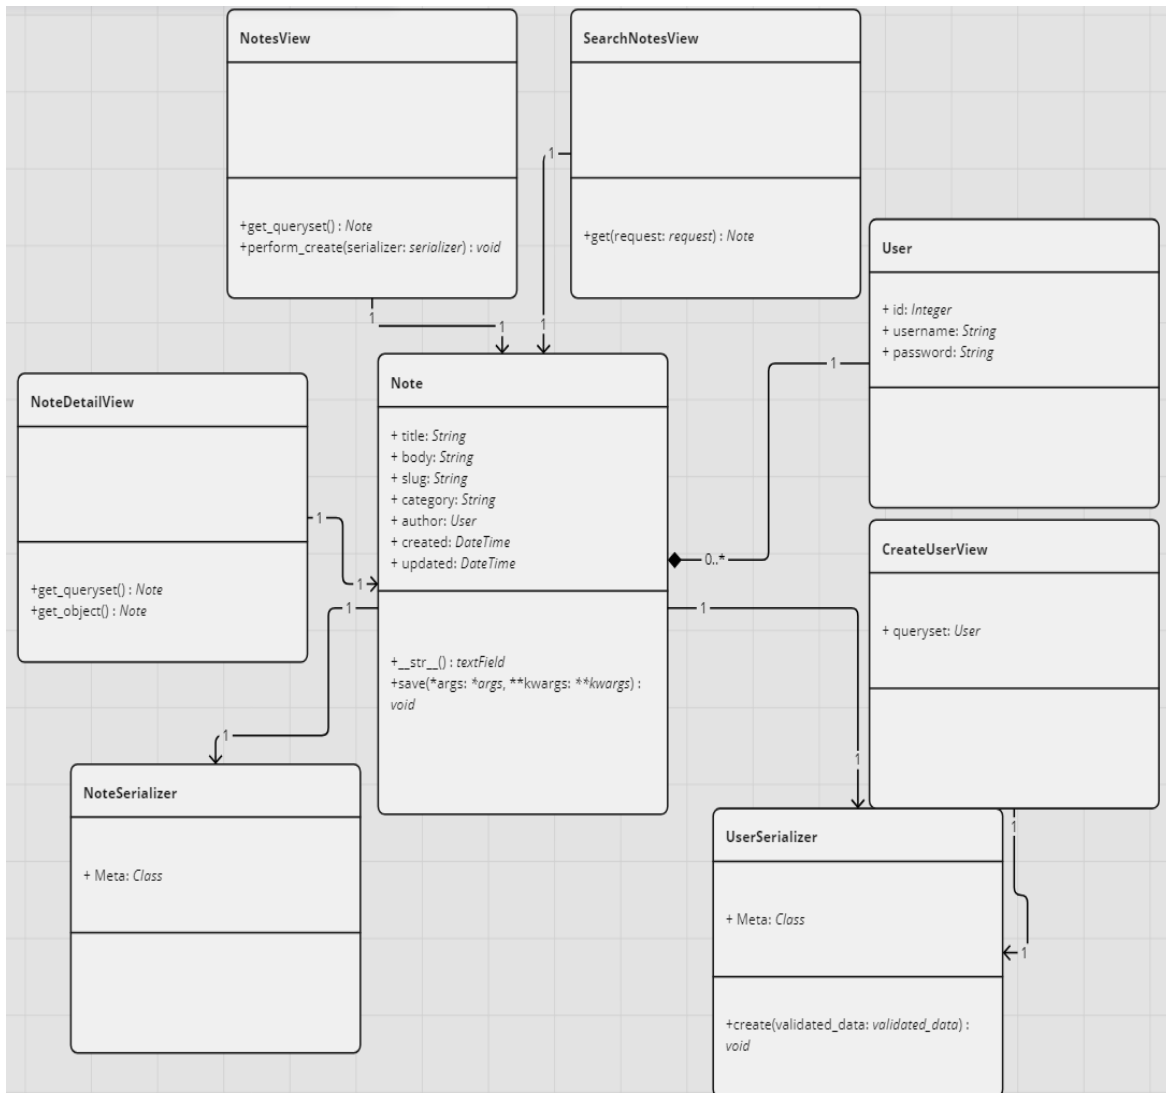 NotesView
+get_queryset() : Note
+perform_create(serializer: serializer) : void
1
1
SearchNotesView
+get(request: request) : Note
1
1
User
+ id: Integer
+ username: String
+ password: String
1
0..*
NoteDetailView
+get_queryset() : Note
+get_object() : Note
1
1
Note
+ title: String
+ body: String
+ slug: String
+ category: String
+ author: User
+ created: DateTime
+ updated: DateTime
+__str__() : textField
+save(*args: *args, **kwargs: **kwargs) :
void
1
1
1
1
CreateUserView
+ queryset: User
1
1
NoteSerializer
+ Meta: Class
UserSerializer
+ Meta: Class
+create(validated_data: validated_data) :
void